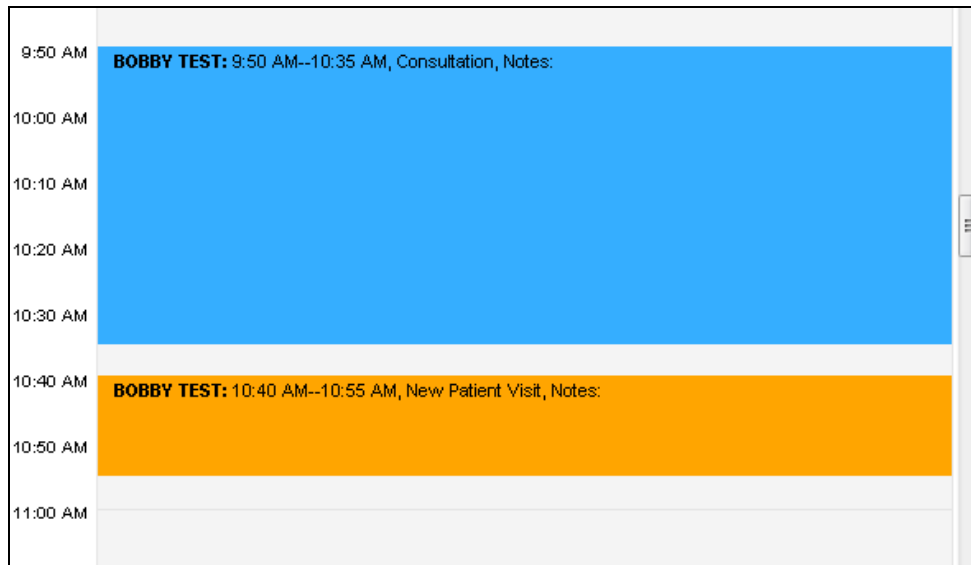 9:50 AM
BOBBY TEST: 9:50 AM--10:35 AM, Consultation, Notes:
10:00 AM
10:10 AM
10:20 AM
10:30 AM
10:40 AM
BOBBY TEST: 10:40 AM--10:55 AM, New Patient Visit, Notes:
10:50 AM
11:00 AM